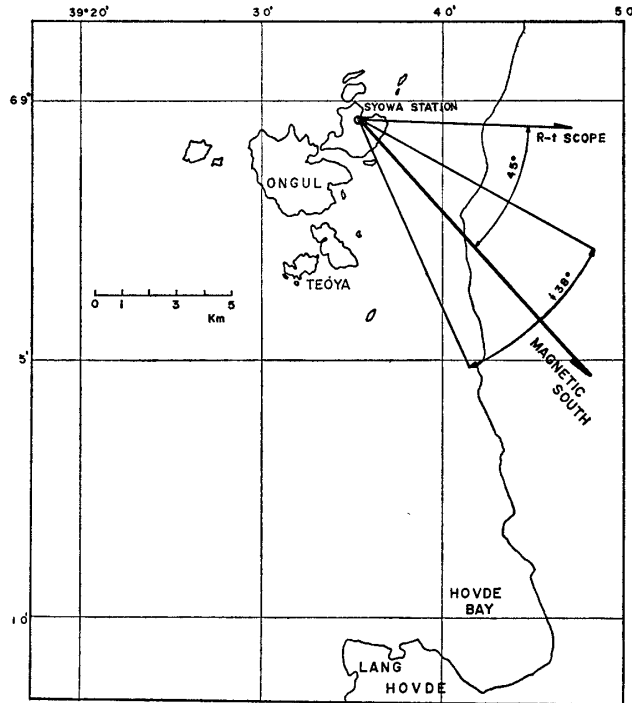 39°20' 30' 40' 50
69°
SYOWA STATION
R-t SCOPE
45°
ONGUL
TEÓYA
0 1 3 5
Km
±38°
5'
MAGNETIC
SOUTH
HOVDE
BAY
10'
LANG
HOVDE